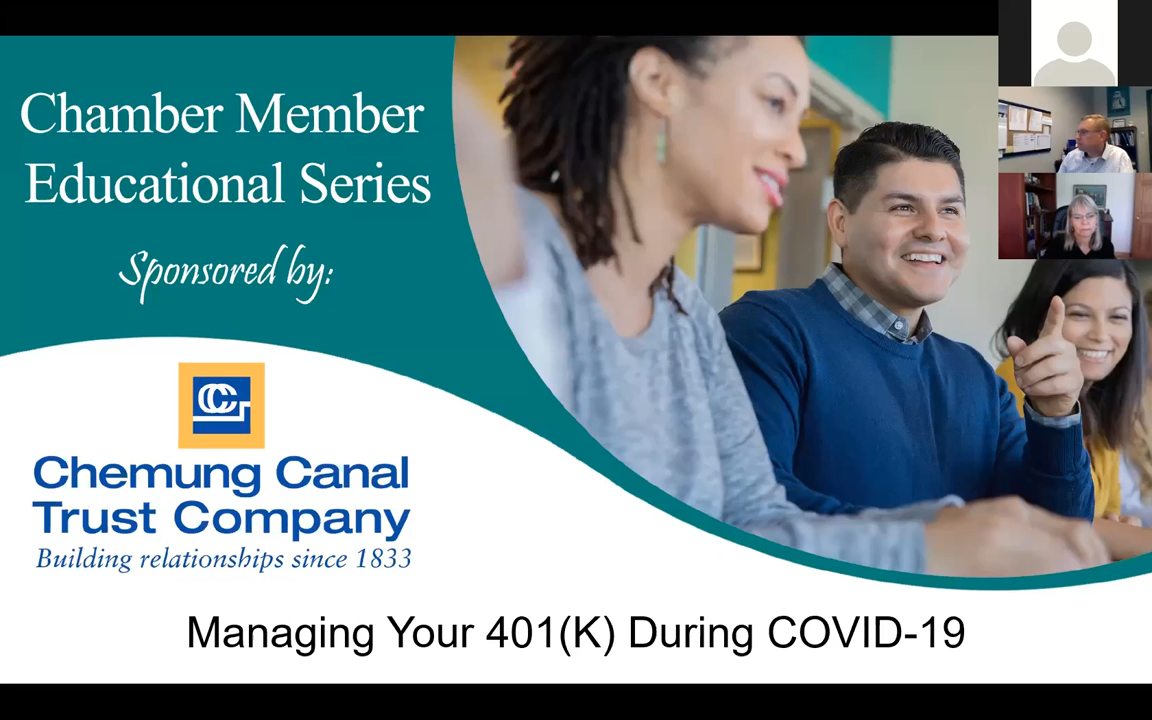 Chamber Member
Educational Series
Sponsored by:
Chemung Canal
Trust Company
Building relationships since 1833
Managing Your 401(K) During COVID-19